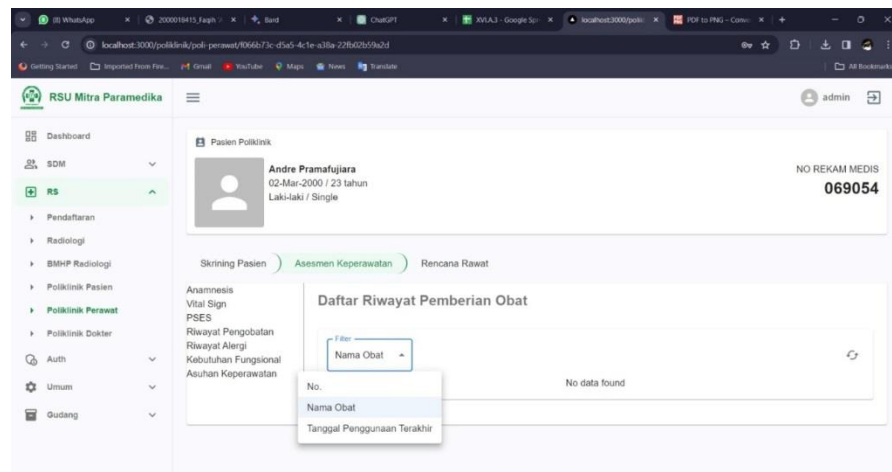 (8) WhatsApp
2000018415_Faqih
Bard
ChatGPT
XVI.A.1 - Google Spr
localhost:3000/polikl
PDF to PNG – Conver
localhost:3000/poliklinik/poli-perawat/f066b73c-d5a5-4c1e-a38a-22fb02b59a2d
Getting Started
Imported From Fire...
Gmail
YouTube
Maps
News
Translate
All Bookmarks
RSU Mitra Paramedika
admin
Dashboard
SDM
RS
Pendaftaran
Radiologi
BMHP Radiologi
Poliklinik Pasien
Poliklinik Perawat
Poliklinik Dokter
Auth
Umum
Gudang
Pasien Poliklinik
Andre Pramafujiara
02-Mar-2000 / 23 tahun
Laki-laki / Single
NO REKAM MEDIS
069054
Skrining Pasien
Asesmen Keperawatan
Rencana Rawat
Anamnesis
Vital Sign
PSES
Riwayat Pengobatan
Riwayat Alergi
Kebutuhan Fungsional
Asuhan Keperawatan
Daftar Riwayat Pemberian Obat
Filter
Nama Obat
No.
Nama Obat
Tanggal Penggunaan Terakhir
No data found